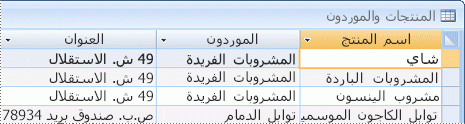 المنتجات والموردون
اسم المنتج الموردون العنوان
شاي المشروبات الفريدة 49 ش. الاستقلال
المشروبات الباردة المشروبات الفريدة 49 ش. الاستقلال
مشروب الينسون المشروبات الفريدة 49 ش. الاستقلال
توابل الكاجون الموسمي توابل الدمام ص.ب. صندوق بريد 78934